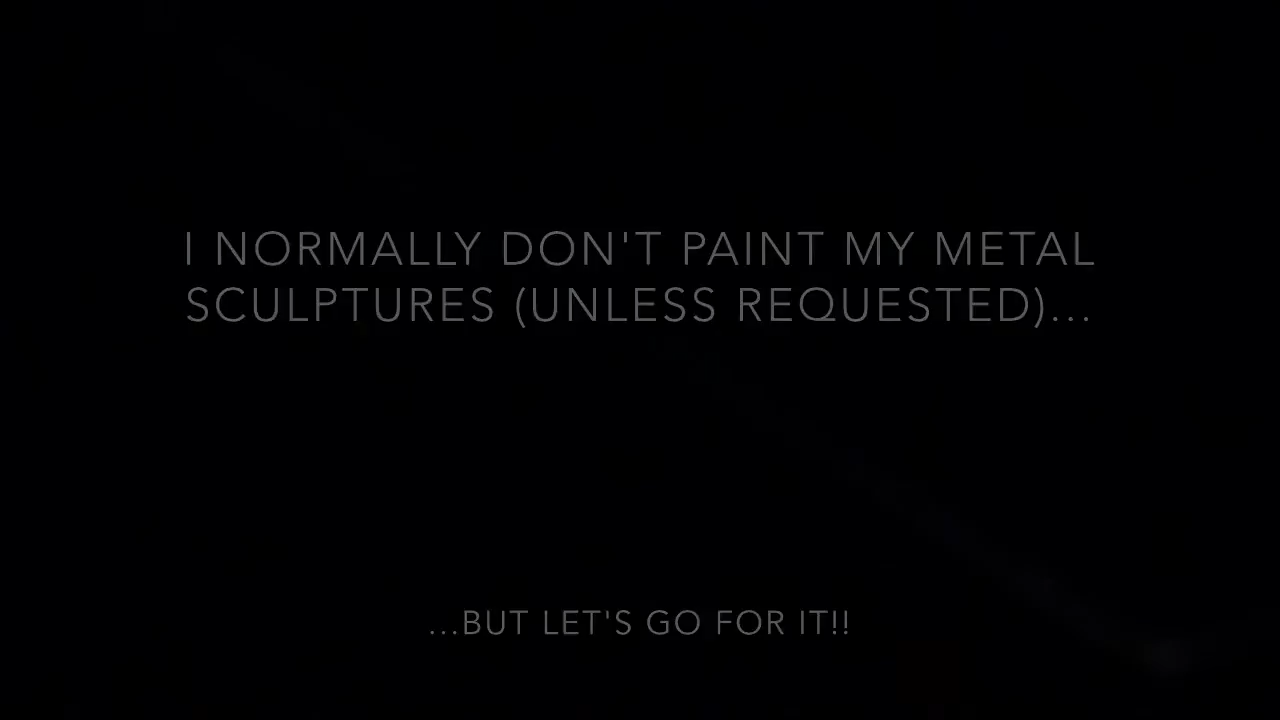 I NORMALLY DON'T PAINT MY METAL
SCULPTURES (UNLESS REQUESTED)...
...BUT LET'S GO FOR IT!!